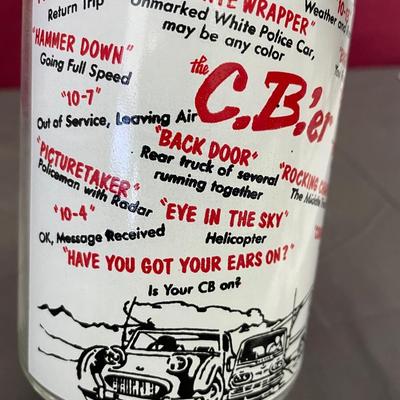 Return Trip
WRAPPER"
Unmarked White Police Car,
may be any color
Weather and
"HAMMER DOWN"
Going Full Speed
"10-7"
Out of Service, Leaving Air
the
C.B.'er
"BACK DOOR"
Rear truck of several
running together
"PICTURETAKER"
Policeman with Radar
"ROCKING
The Middle
"10-4"
OK, Message Received
"EYE IN THE SKY"
Helicopter
"HAVE YOU GOT YOUR EARS ON?"
Is Your CB on?